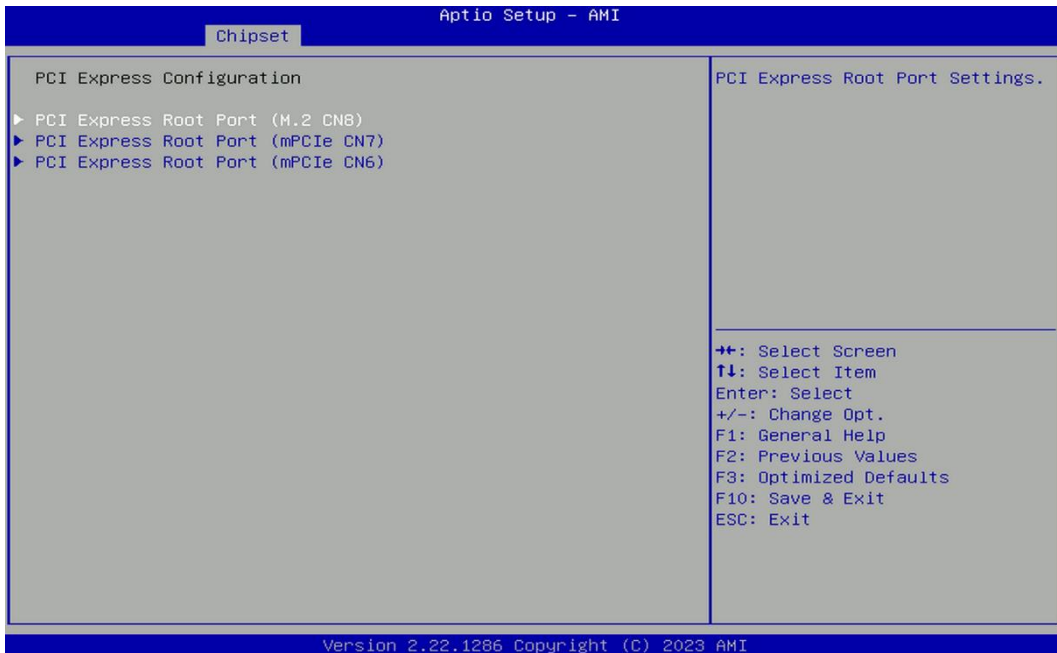 Aptio Setup - AMI
Chipset
PCI Express Configuration
PCI Express Root Port (M.2 CN8)
PCI Express Root Port (mPCIe CN7)
PCI Express Root Port (mPCIe CN6)
PCI Express Root Port Settings.
→←: Select Screen
↑↓: Select Item
Enter: Select
+/-: Change Opt.
F1: General Help
F2: Previous Values
F3: Optimized Defaults
F10: Save & Exit
ESC: Exit
Version 2.22.1286 Copyright (C) 2023 AMI